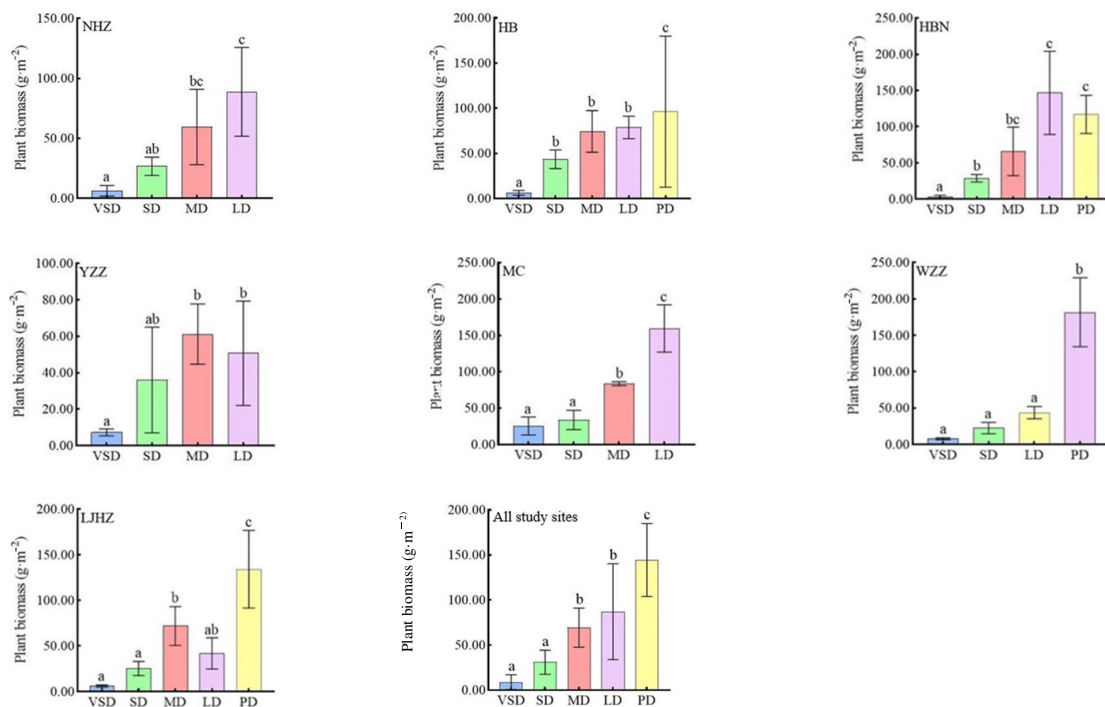 NHZ
Plant biomass (g·m⁻²)
150.00
100.00
50.00
0.00
a
ab
bc
c
VSD SD MD LD
HB
Plant biomass (g·m⁻²)
200.00
150.00
100.00
50.00
0.00
a
b
b
b
c
VSD SD MD LD PD
HBN
Plant biomass (g·m⁻²)
250.00
200.00
150.00
100.00
50.00
0.00
a
b
bc
c
c
VSD SD MD LD PD
YZZ
Plant biomass (g·m⁻²)
100.00
80.00
60.00
40.00
20.00
0.00
a
ab
b
b
VSD SD MD LD
MC
Plant biomass (g·m⁻²)
250.00
200.00
150.00
100.00
50.00
0.00
a
a
b
c
VSD SD MD LD
WZZ
Plant biomass (g·m⁻²)
250.00
200.00
150.00
100.00
50.00
0.00
a
a
a
b
VSD SD LD PD
LJHZ
Plant biomass (g·m⁻²)
200.00
150.00
100.00
50.00
0.00
a
a
b
ab
c
VSD SD MD LD PD
All study sites
Plant biomass (g·m⁻²)
200.00
150.00
100.00
50.00
0.00
a
a
b
b
c
VSD SD MD LD PD